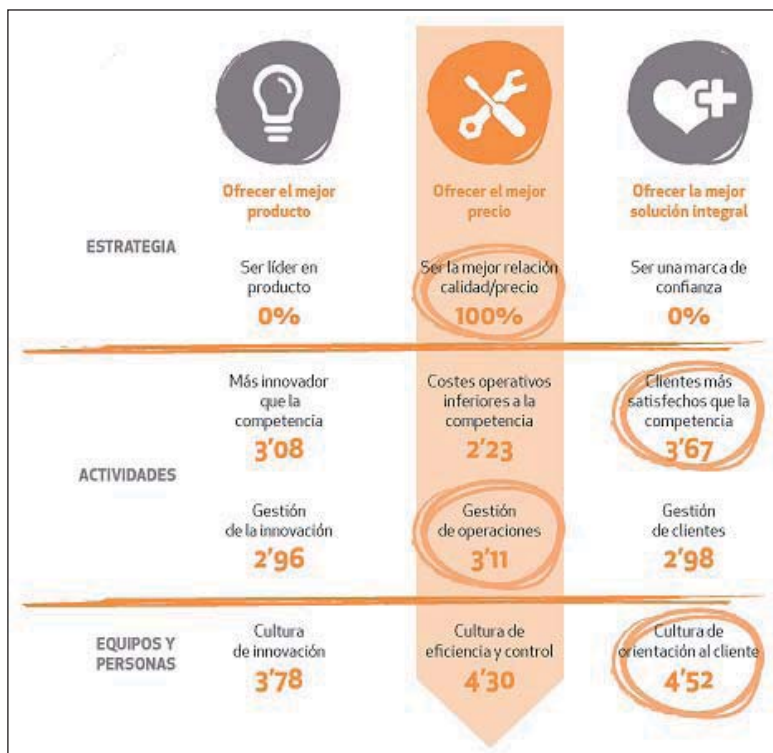 Ofrecer el mejor
producto
Ofrecer el mejor
precio
Ofrecer la mejor
solución integral
ESTRATEGIA
Ser líder en
producto
0%
Ser la mejor relación
calidad/precio
100%
Ser una marca de
confianza
0%
Más innovador
que la
competencia
3'08
Costes operativos
inferiores a la
competencia
2'23
Clientes más
satisfechos que la
competencia
3'67
ACTIVIDADES
Gestión
de la innovación
2'96
Gestión
de operaciones
3'11
Gestión
de clientes
2'98
EQUIPOS Y
PERSONAS
Cultura
de innovación
3'78
Cultura de
eficiencia y control
4'30
Cultura de
orientación al cliente
4'52